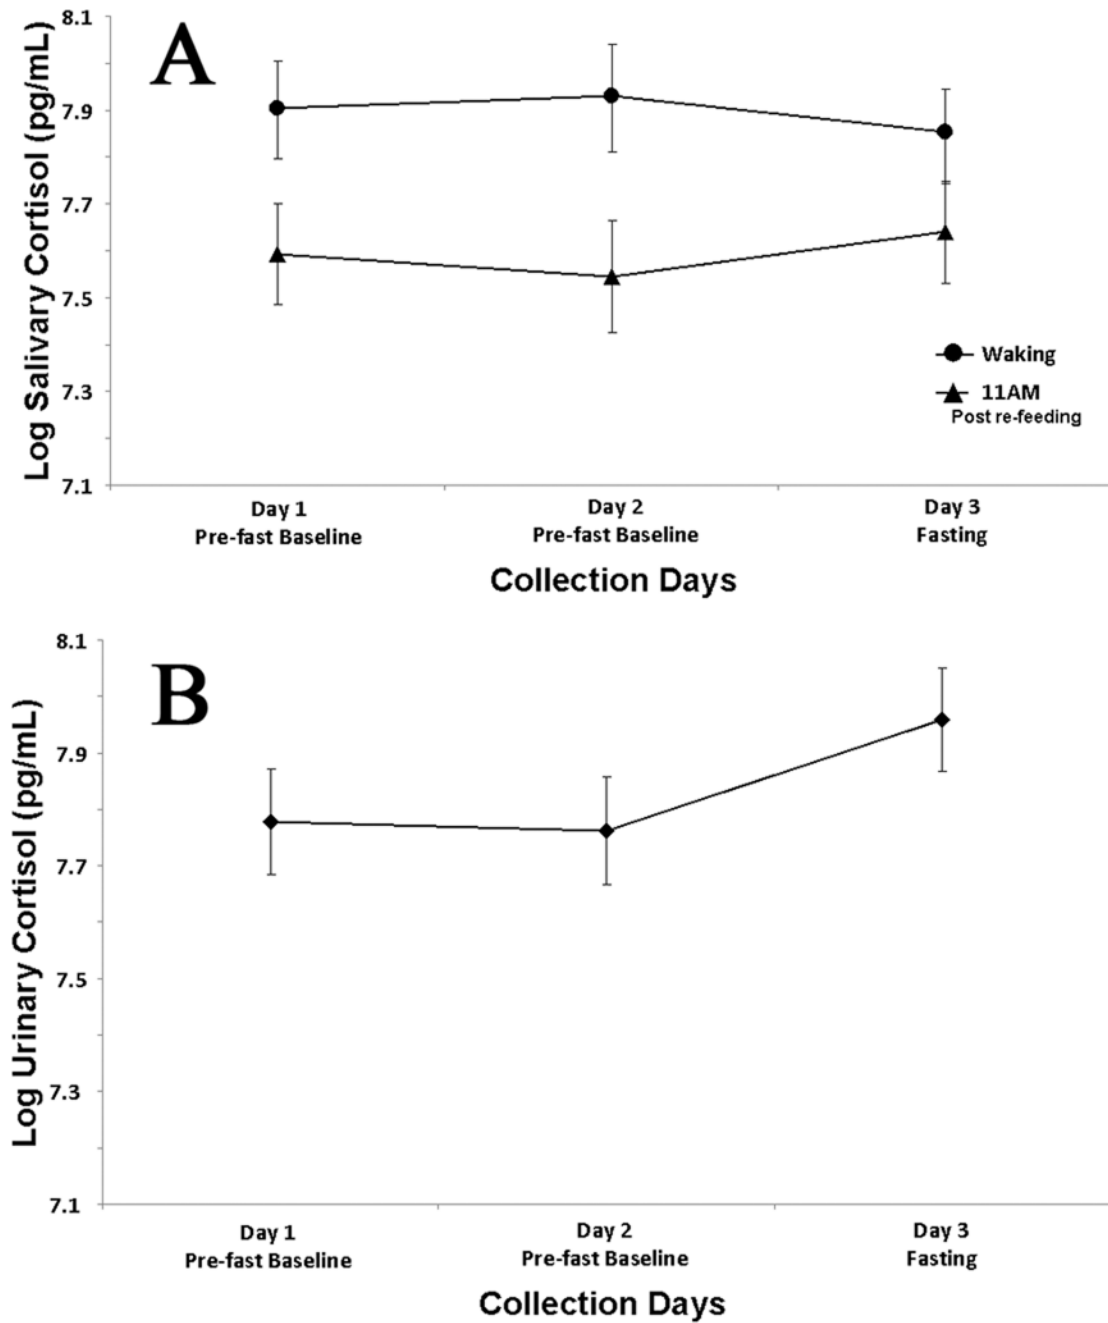 A
Log Salivary Cortisol (pg/mL)
8.1
7.9
7.7
7.5
7.3
7.1
Waking
11AM
Post re-feeding
Day 1
Pre-fast Baseline
Day 2
Pre-fast Baseline
Day 3
Fasting
Collection Days
B
Log Urinary Cortisol (pg/mL)
8.1
7.9
7.7
7.5
7.3
7.1
Day 1
Pre-fast Baseline
Day 2
Pre-fast Baseline
Day 3
Fasting
Collection Days